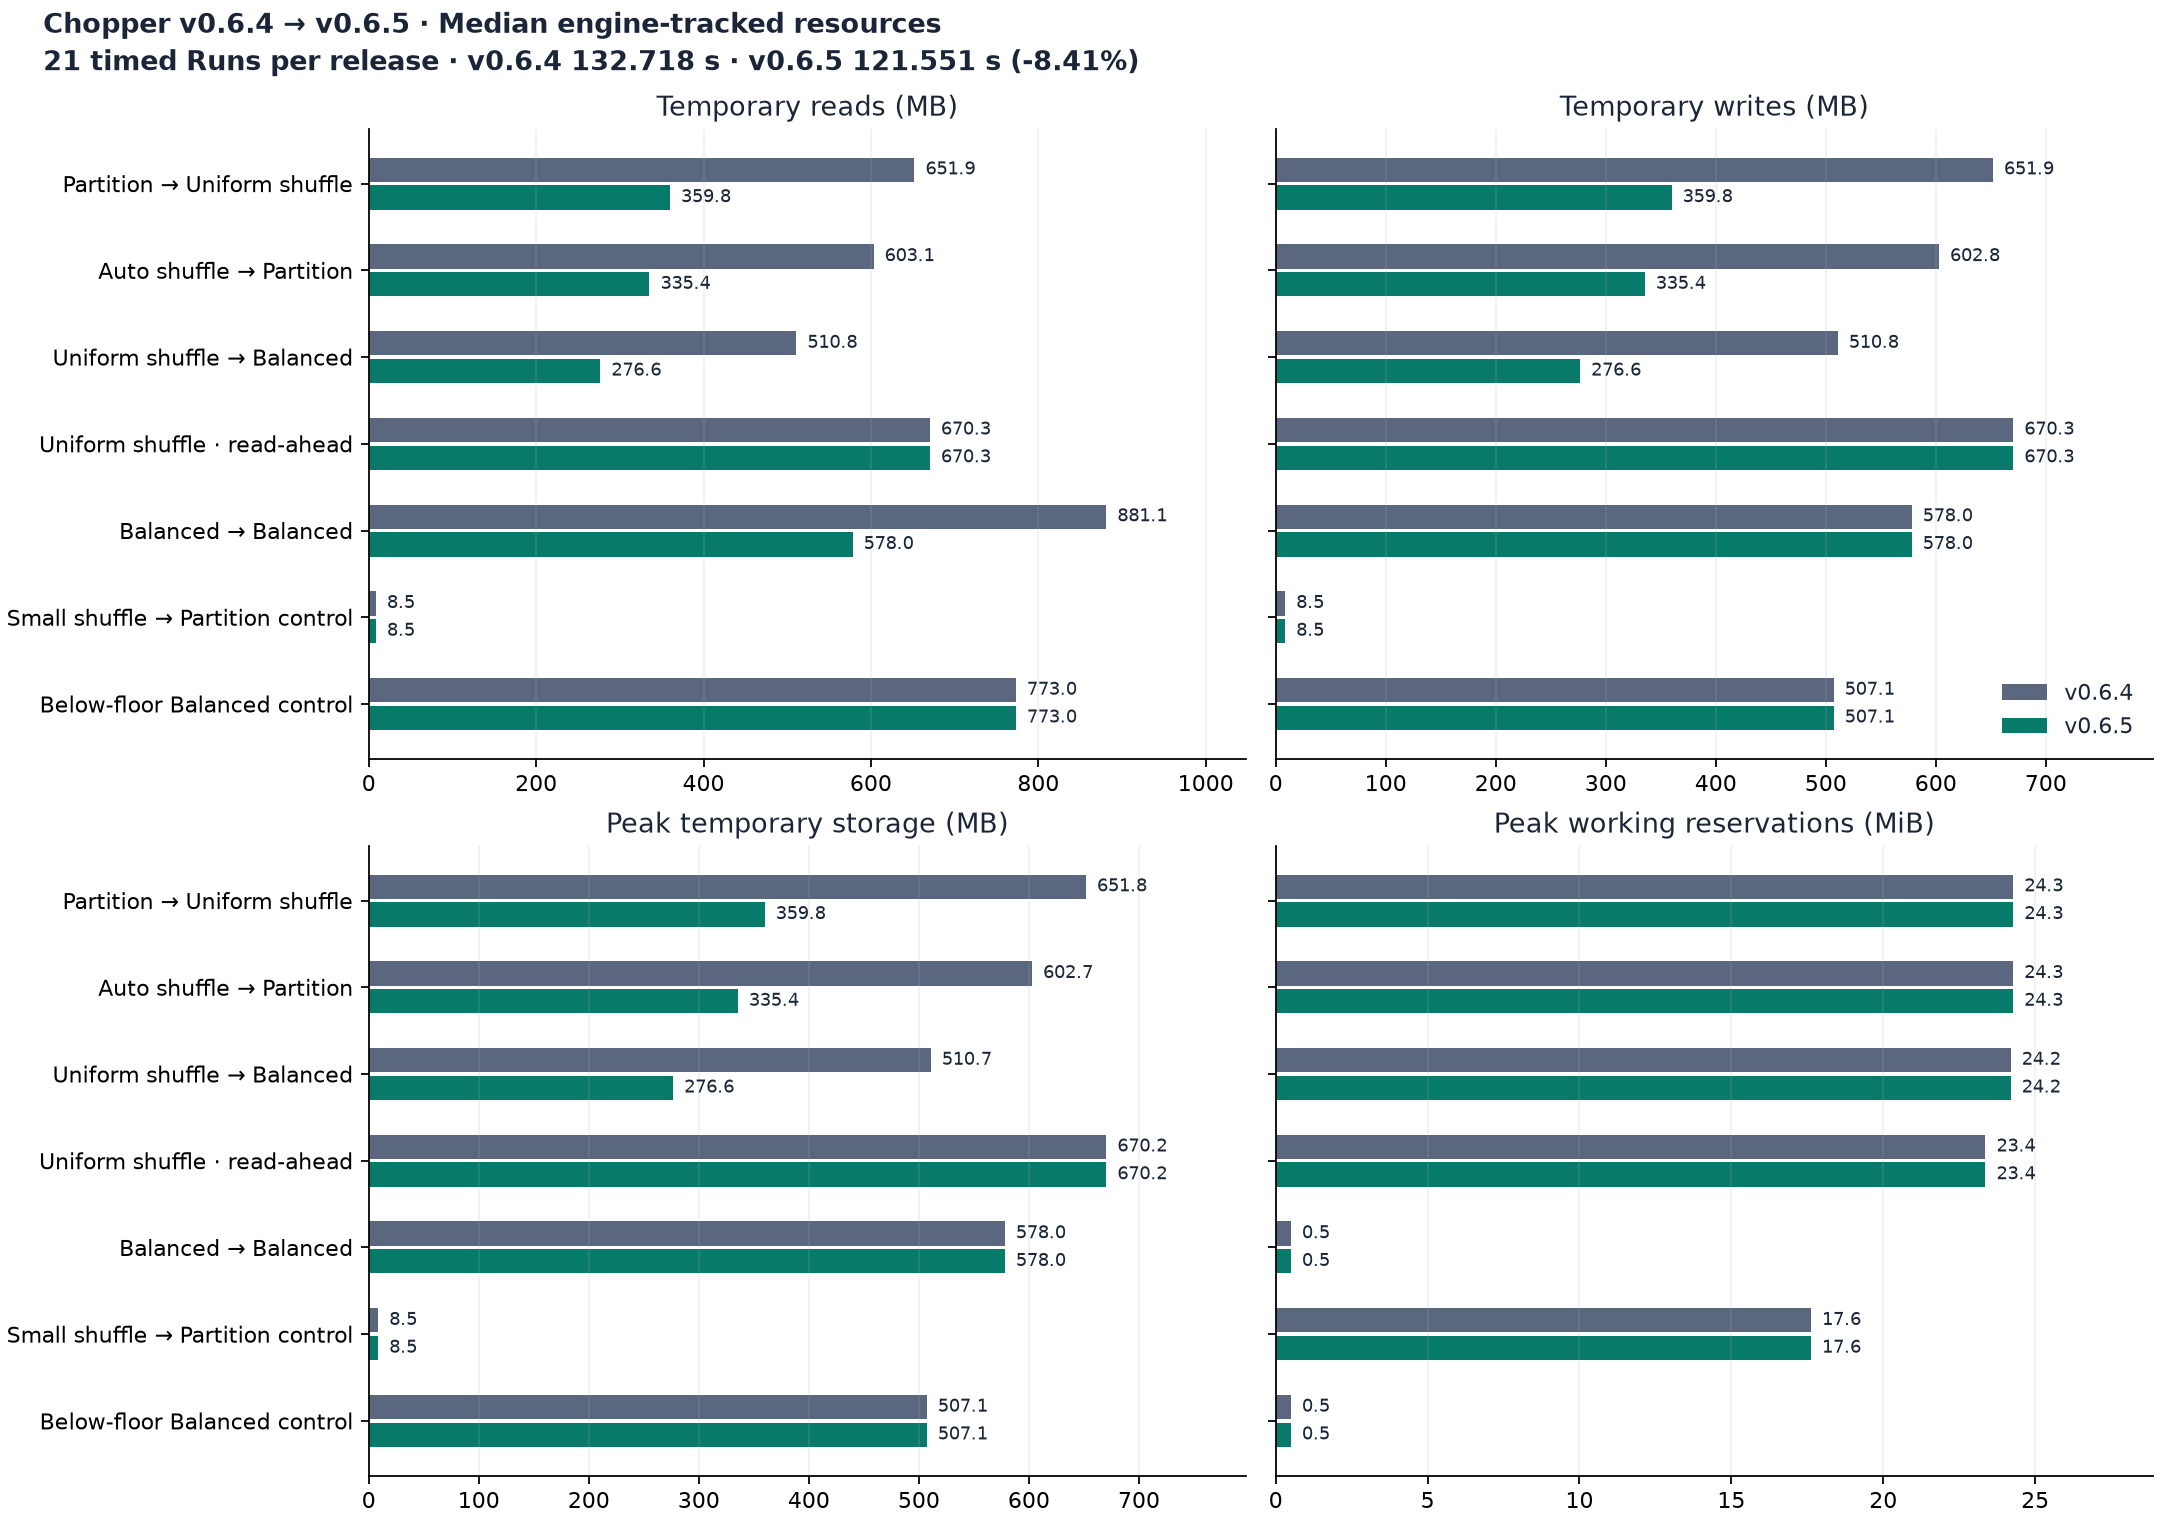 Chopper v0.6.4 → v0.6.5 · Median engine-tracked resources
21 timed Runs per release · v0.6.4 132.718 s · v0.6.5 121.551 s (-8.41%)
Temporary reads (MB)
Partition → Uniform shuffle
651.9
359.8
Auto shuffle → Partition
603.1
335.4
Uniform shuffle → Balanced
510.8
276.6
Uniform shuffle · read-ahead
670.3
670.3
Balanced → Balanced
881.1
578.0
Small shuffle → Partition control
8.5
8.5
Below-floor Balanced control
773.0
773.0
0 200 400 600 800 1000
Temporary writes (MB)
651.9
359.8
602.8
335.4
510.8
276.6
670.3
670.3
578.0
578.0
8.5
8.5
507.1
507.1
v0.6.4
v0.6.5
0 100 200 300 400 500 600 700
Peak temporary storage (MB)
Partition → Uniform shuffle
651.8
359.8
Auto shuffle → Partition
602.7
335.4
Uniform shuffle → Balanced
510.7
276.6
Uniform shuffle · read-ahead
670.2
670.2
Balanced → Balanced
578.0
578.0
Small shuffle → Partition control
8.5
8.5
Below-floor Balanced control
507.1
507.1
0 100 200 300 400 500 600 700
Peak working reservations (MiB)
24.3
24.3
24.3
24.3
24.2
24.2
23.4
23.4
0.5
0.5
17.6
17.6
0.5
0.5
0 5 10 15 20 25